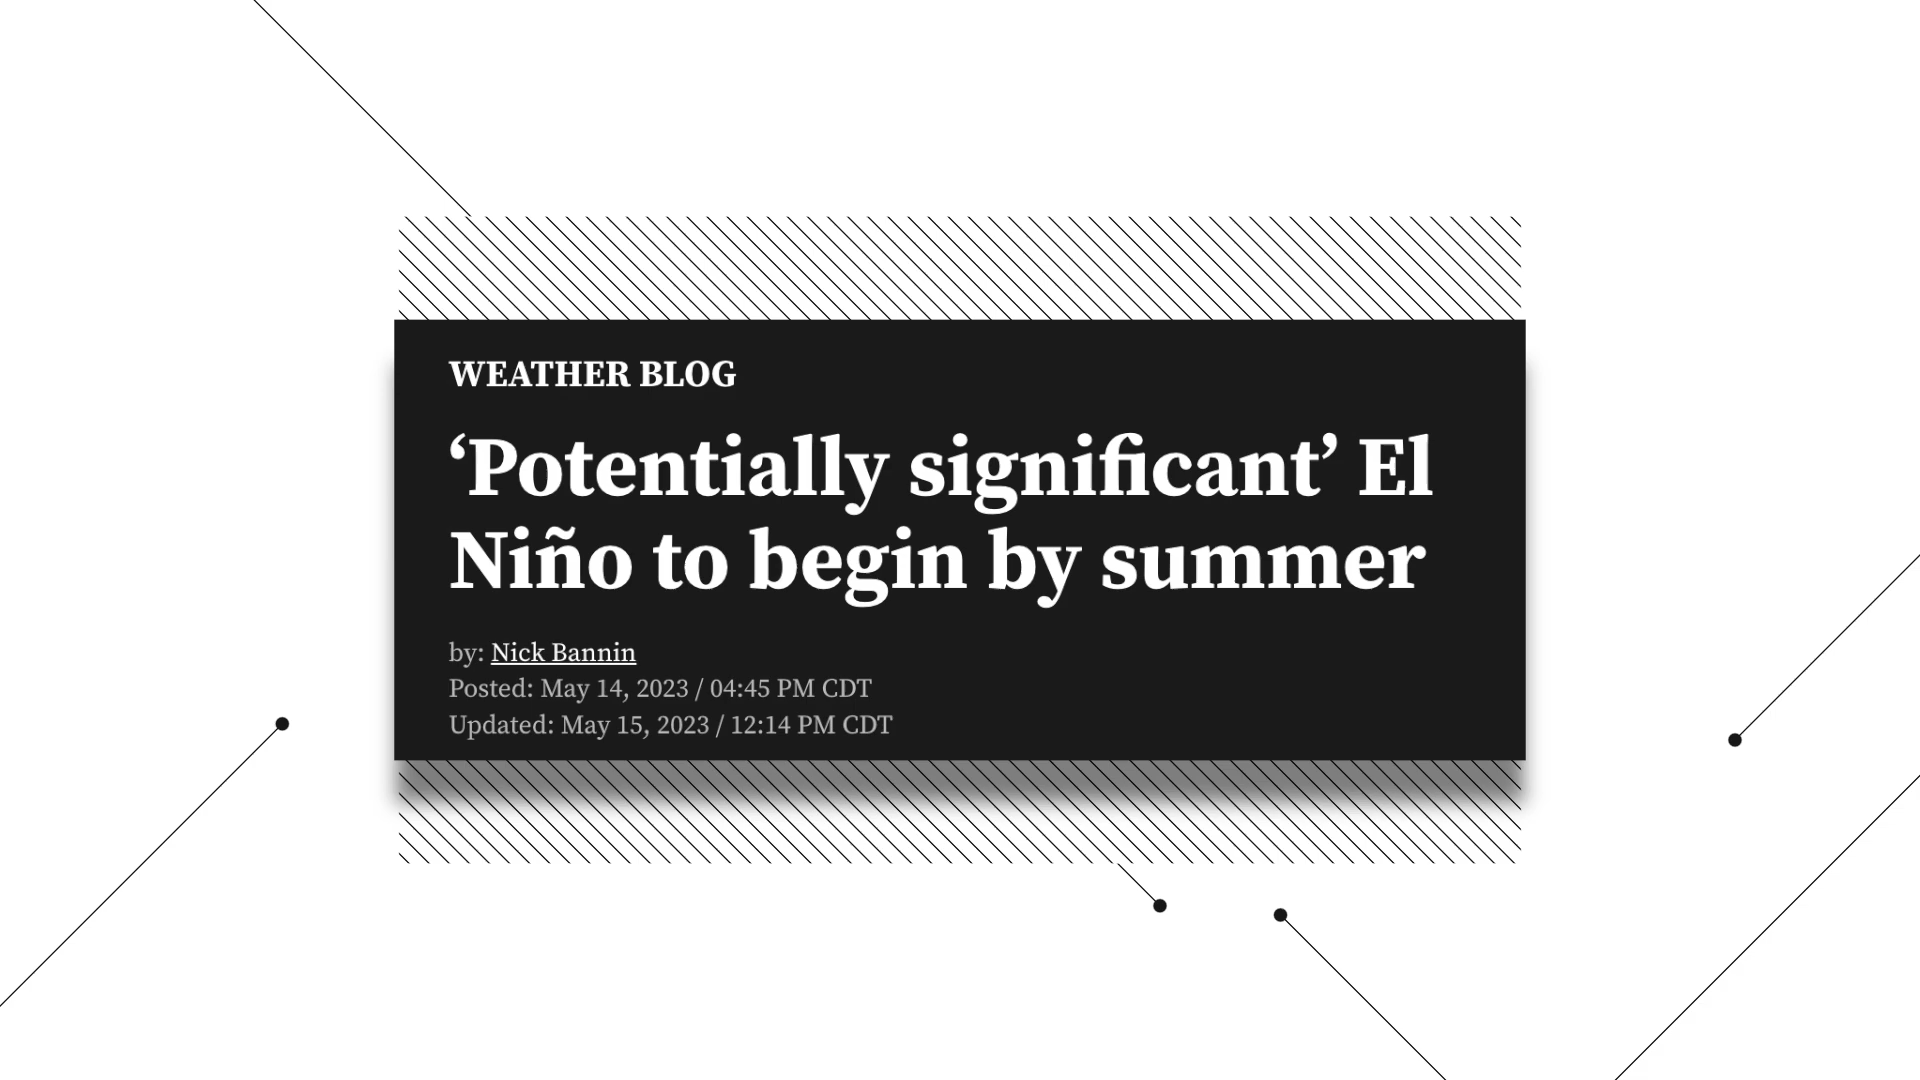 WEATHER BLOG
‘Potentially significant’ El
Niño to begin by summer
by: Nick Bannin
Posted: May 14, 2023 / 04:45 PM CDT
Updated: May 15, 2023 / 12:14 PM CDT